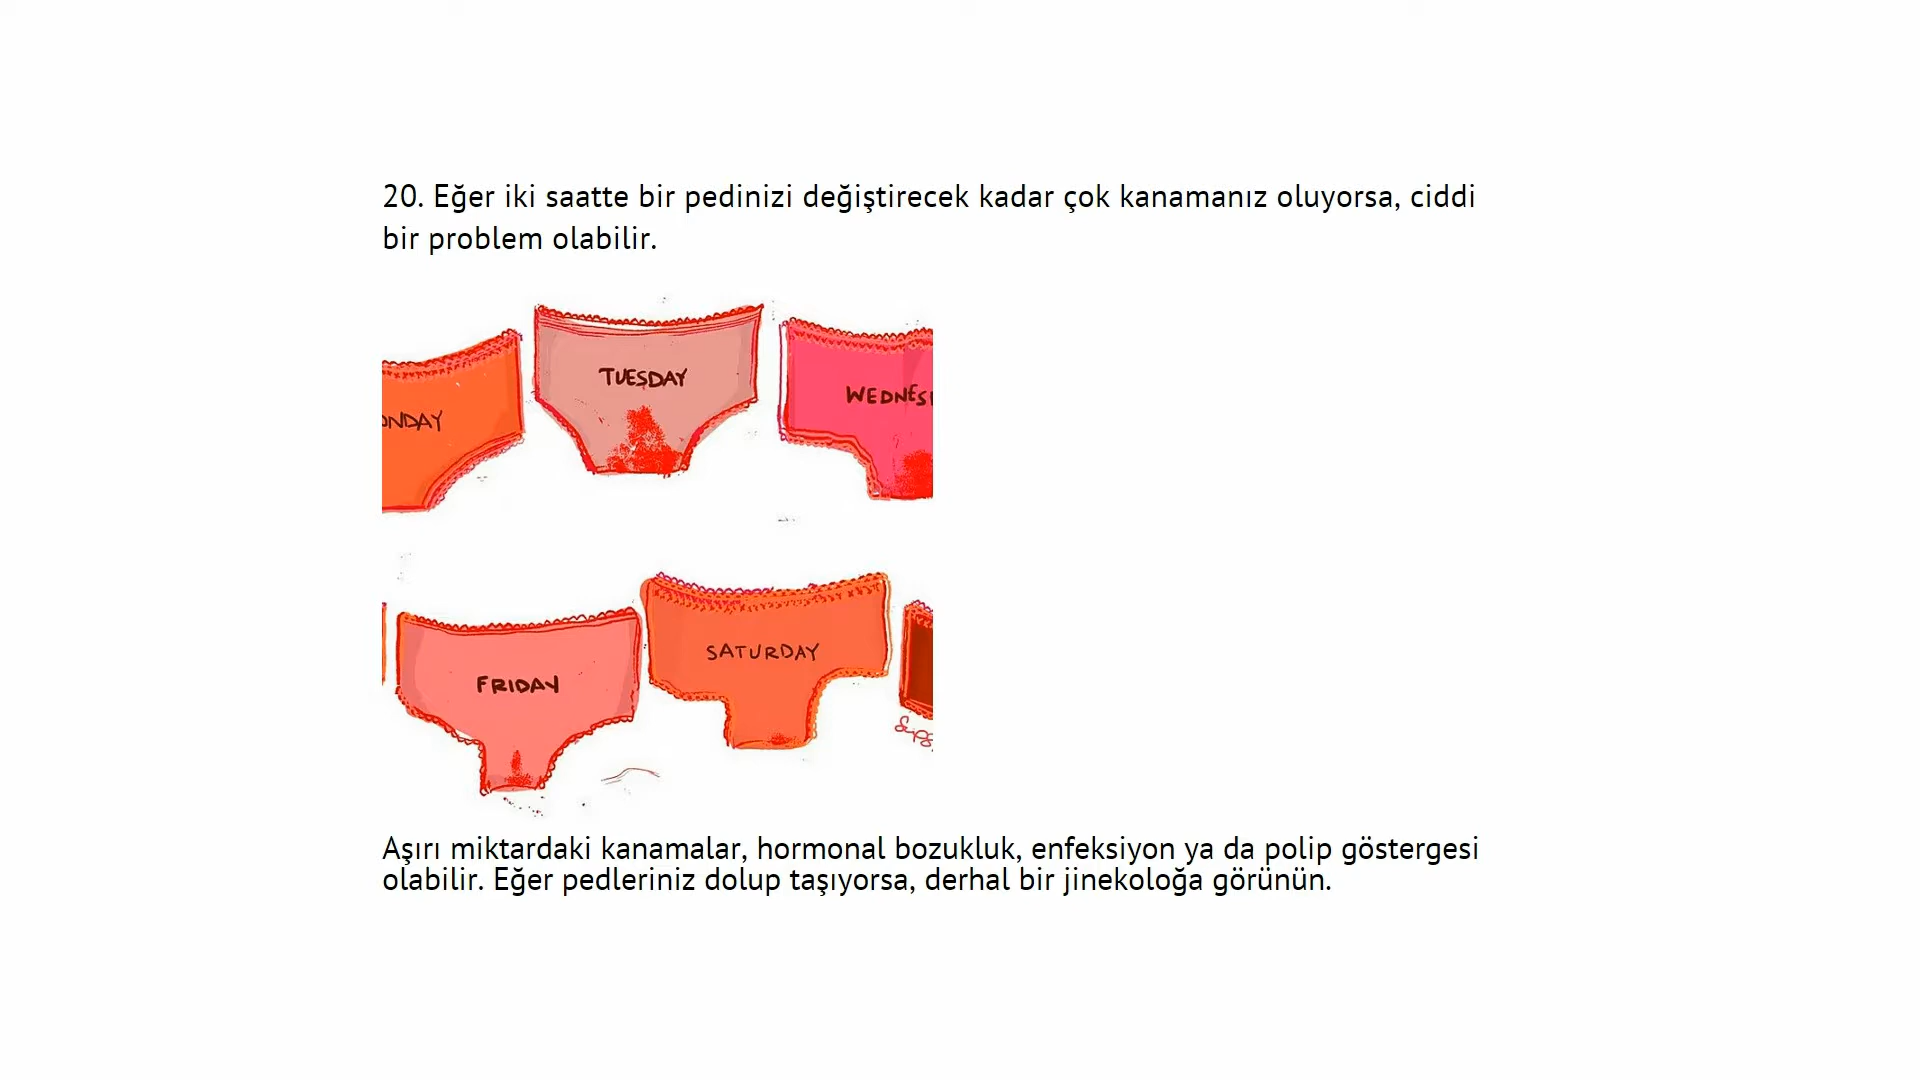 20. Eğer iki saatte bir pedinizi değiştirecek kadar çok kanamanız oluyorsa, ciddi
bir problem olabilir.
ONDAY
TUESDAY
WEDNES
FRIDAY
SATURDAY
Aşırı miktardaki kanamalar, hormonal bozukluk, enfeksiyon ya da polip göstergesi
olabilir. Eğer pedleriniz dolup taşıyorsa, derhal bir jinekoloğa görünün.